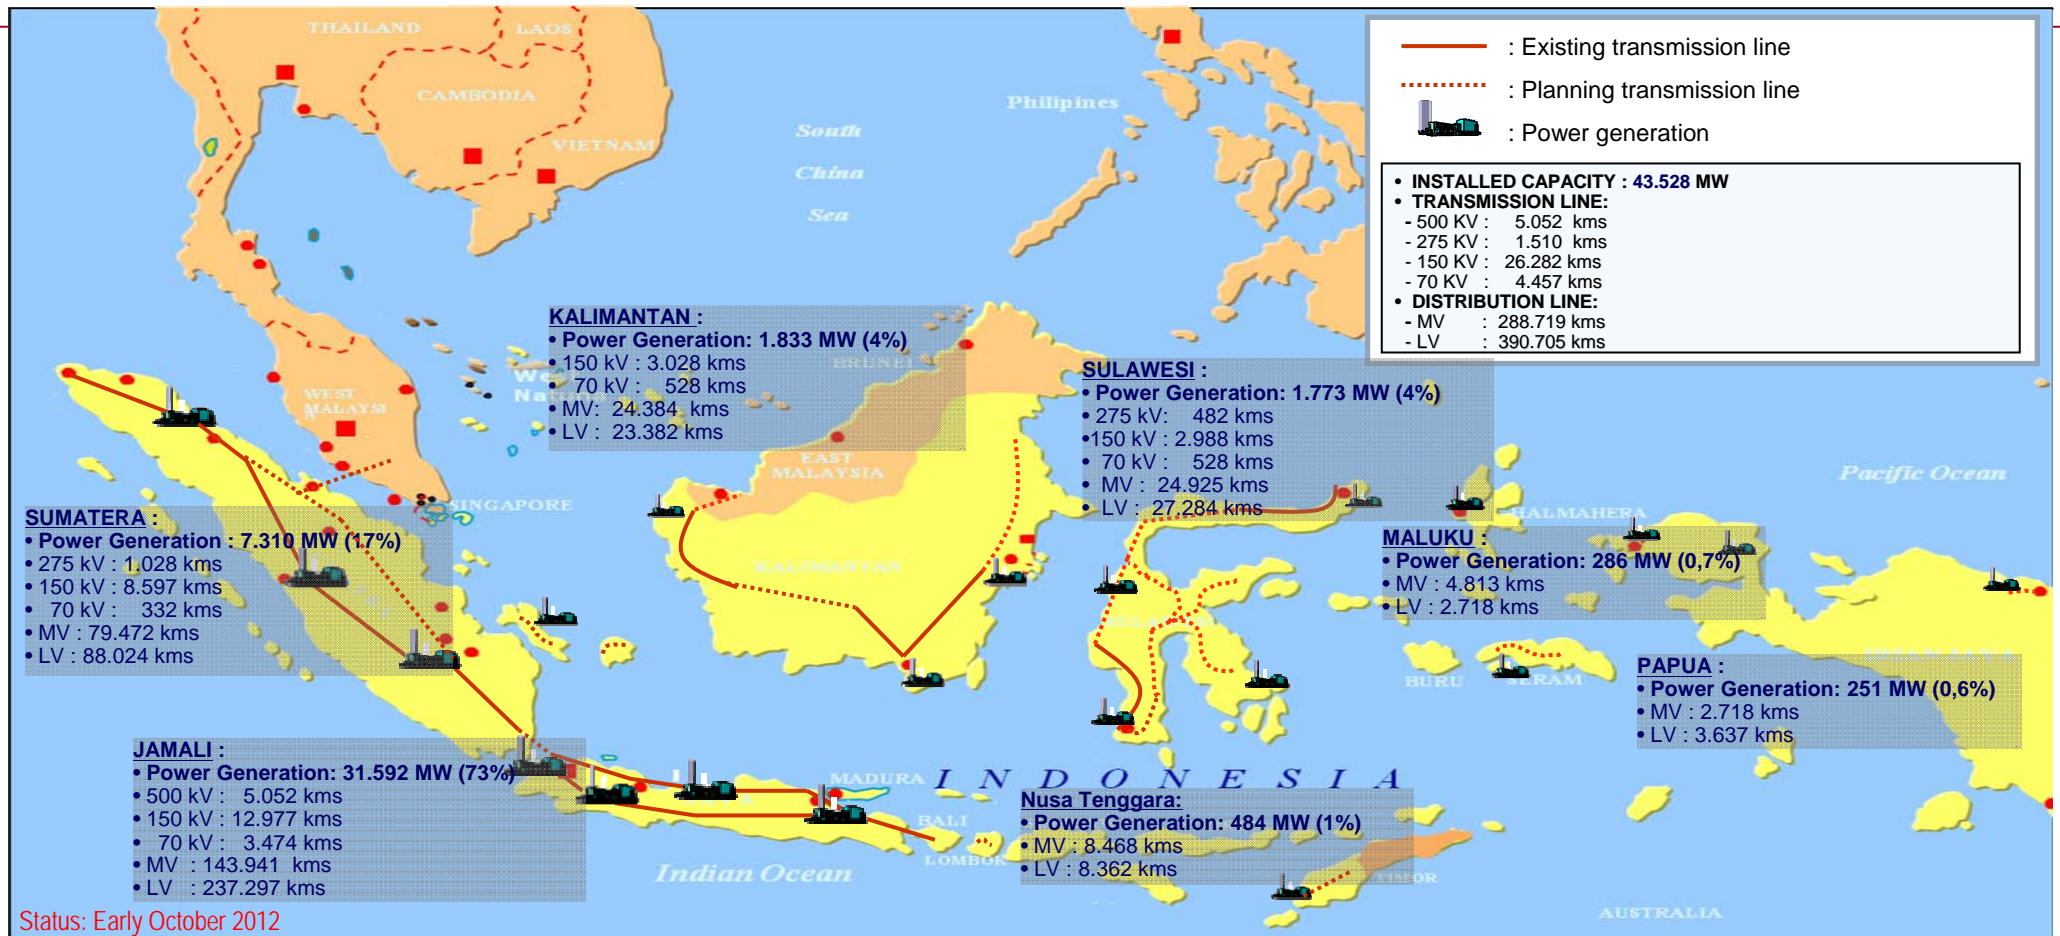 THAILAND
LAOS
CAMBODIA
VIETNAM
South
China
Sea
Philipines
: Existing transmission line
: Planning transmission line
: Power generation
• INSTALLED CAPACITY : 43.528 MW
• TRANSMISSION LINE:
- 500 KV : 5.052 kms
- 275 KV : 1.510 kms
- 150 KV : 26.282 kms
- 70 KV : 4.457 kms
• DISTRIBUTION LINE:
- MV : 288.719 kms
- LV : 390.705 kms
KALIMANTAN :
• Power Generation: 1.833 MW (4%)
• 150 kV : 3.028 kms
• 70 kV : 528 kms
• MV: 24.384 kms
• LV : 23.382 kms
BRUNEI
WEST
MALAYSI
EAST
MALAYSIA
SINGAPORE
SULAWESI :
• Power Generation: 1.773 MW (4%)
• 275 kV: 482 kms
•150 kV : 2.988 kms
• 70 kV : 528 kms
• MV : 24.925 kms
• LV : 27.284 kms
Pacific Ocean
HALMAHERA
SUMATERA :
• Power Generation : 7.310 MW (17%)
• 275 kV : 1.028 kms
• 150 kV : 8.597 kms
• 70 kV : 332 kms
• MV : 79.472 kms
• LV : 88.024 kms
KALIMANTAN
MALUKU :
• Power Generation: 286 MW (0,7%)
• MV : 4.813 kms
• LV : 2.718 kms
BURU
SERAM
PAPUA :
• Power Generation: 251 MW (0,6%)
• MV : 2.718 kms
• LV : 3.637 kms
JAMALI :
• Power Generation: 31.592 MW (73%)
• 500 kV : 5.052 kms
• 150 kV : 12.977 kms
• 70 kV : 3.474 kms
• MV : 143.941 kms
• LV : 237.297 kms
MADURA
INDONESIA
BALI
LOMBOK
Indian Ocean
Nusa Tenggara:
• Power Generation: 484 MW (1%)
• MV : 8.468 kms
• LV : 8.362 kms
TIMOR
AUSTRALIA
Status: Early October 2012